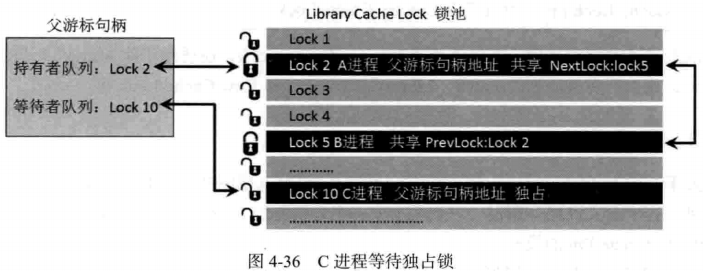 父游标句柄
持有者队列：Lock 2
等待者队列：Lock 10
Library Cache Lock 锁池
Lock 1
Lock 2 A进程 父游标句柄地址 共享 NextLock:lock5
Lock 3
Lock 4
Lock 5 B进程 共享 PrevLock:Lock 2
…………
Lock 10 C进程 父游标句柄地址 独占
……………………………
图 4-36 C 进程等待独占锁